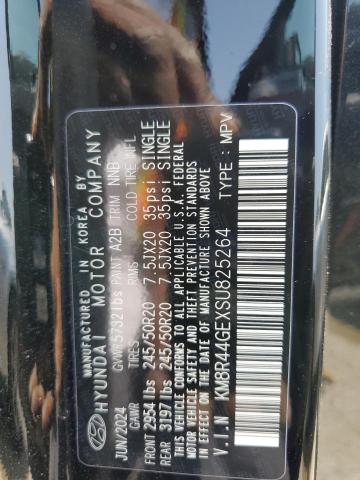 MANUFACTURED IN KOREA BY
HYUNDAI MOTOR COMPANY
JUN/2024 GVWR 5732 lbs PAINT A2B TRIM NNB
GAWR TIRES RIMS COLD TIRE INFL.
FRONT 2954 lbs 245/50R20 7.5JX20 35psi SINGLE
REAR 3197 lbs 245/50R20 7.5JX20 35psi SINGLE
THIS VEHICLE CONFORMS TO ALL APPLICABLE U.S.A. FEDERAL
MOTOR VEHICLE SAFETY AND THEFT PREVENTION STANDARDS
IN EFFECT ON THE DATE OF MANUFACTURE SHOWN ABOVE.
V.I.N : KM8R44GEXSU825264 TYPE : MPV